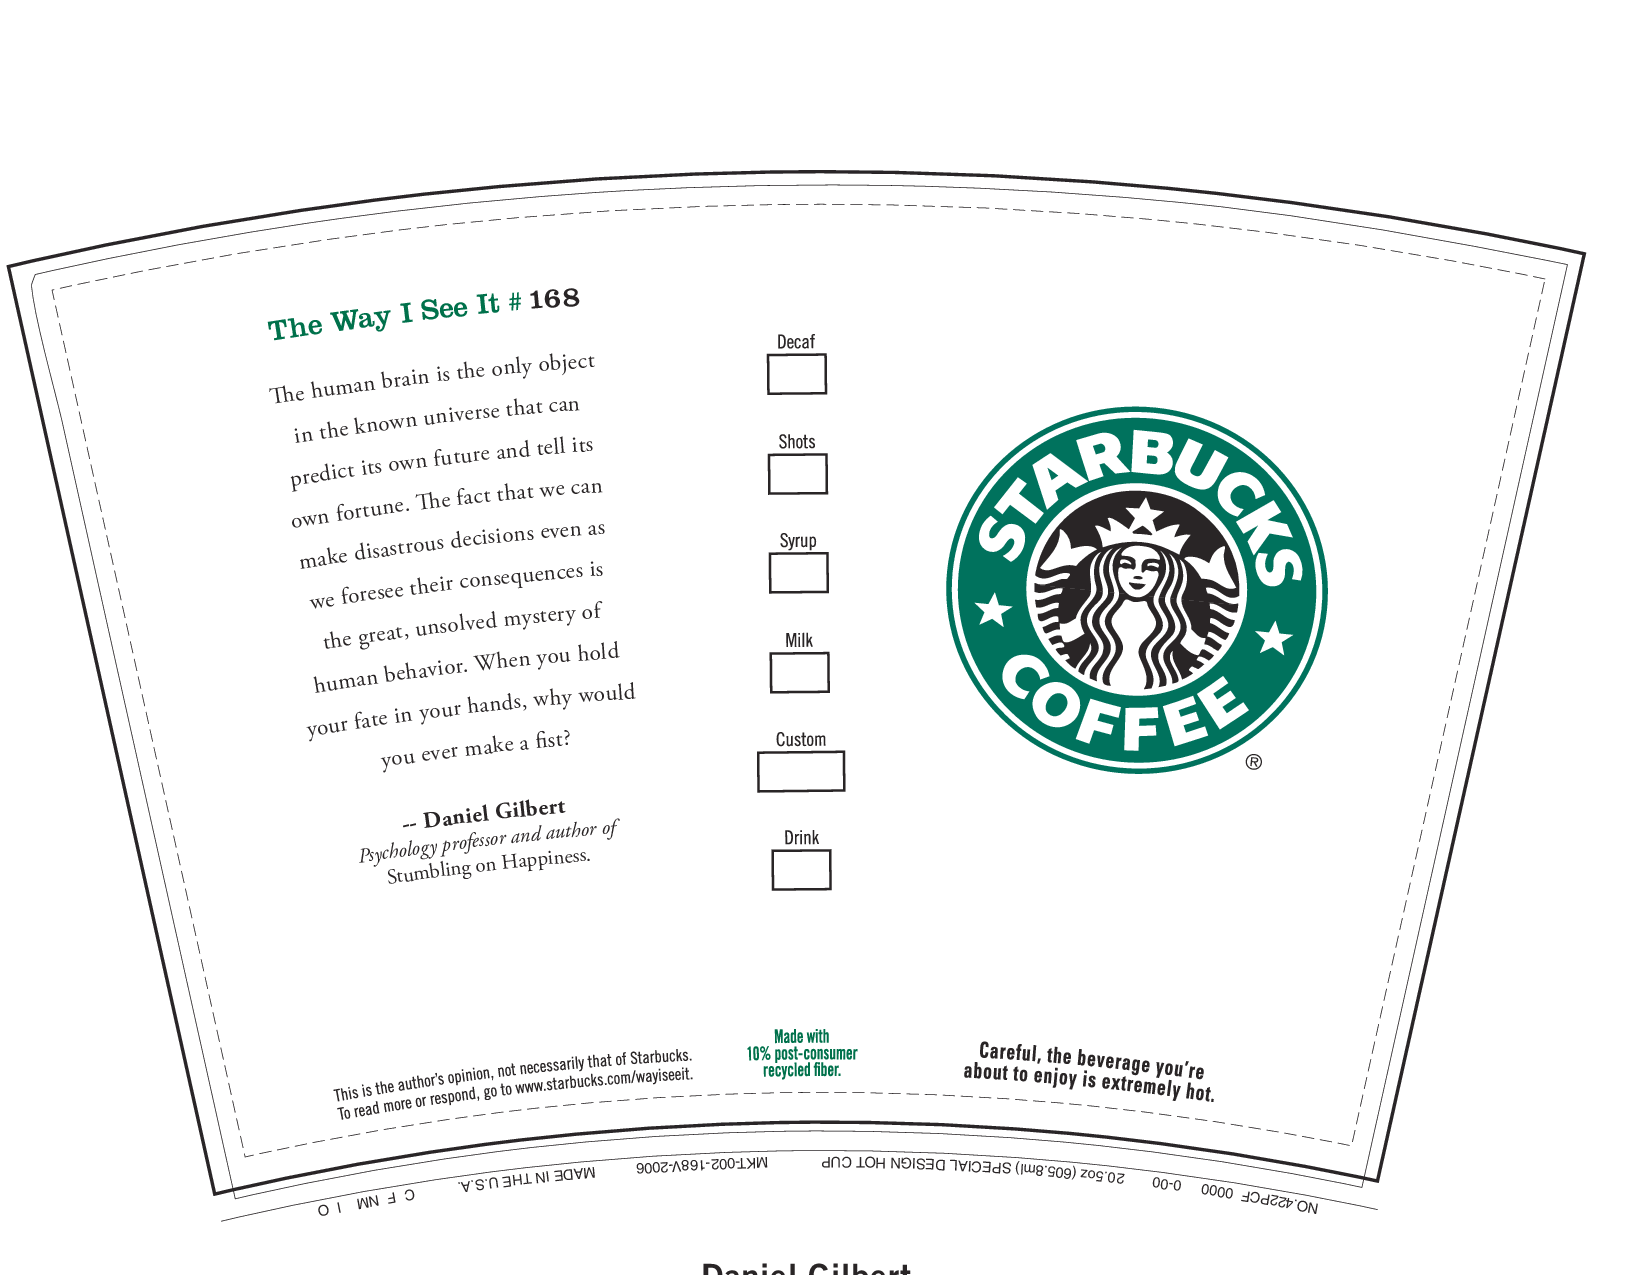 The Way I See It # 168
The human brain is the only object
in the known universe that can
predict its own future and tell its
own fortune. The fact that we can
make disastrous decisions even as
we foresee their consequences is
the great, unsolved mystery of
human behavior. When you hold
your fate in your hands, why would
you ever make a fist?
-- Daniel Gilbert
Psychology professor and author of
Stumbling on Happiness.
This is the author's opinion, not necessarily that of Starbucks.
To read more or respond, go to www.starbucks.com/wayiseeit.
Decaf
Shots
Syrup
Milk
Custom
Drink
Made with
10% post-consumer
recycled fiber.
STARBUCKS
COFFEE
®
Careful, the beverage you're
about to enjoy is extremely hot.
NO.422PCF 0000 0-00 20.5oz (605.8ml) SPECIAL DESIGN HOT CUP MKT-002-168V-2006 MADE IN THE U.S.A. C F NM I O
Daniel Gilbert